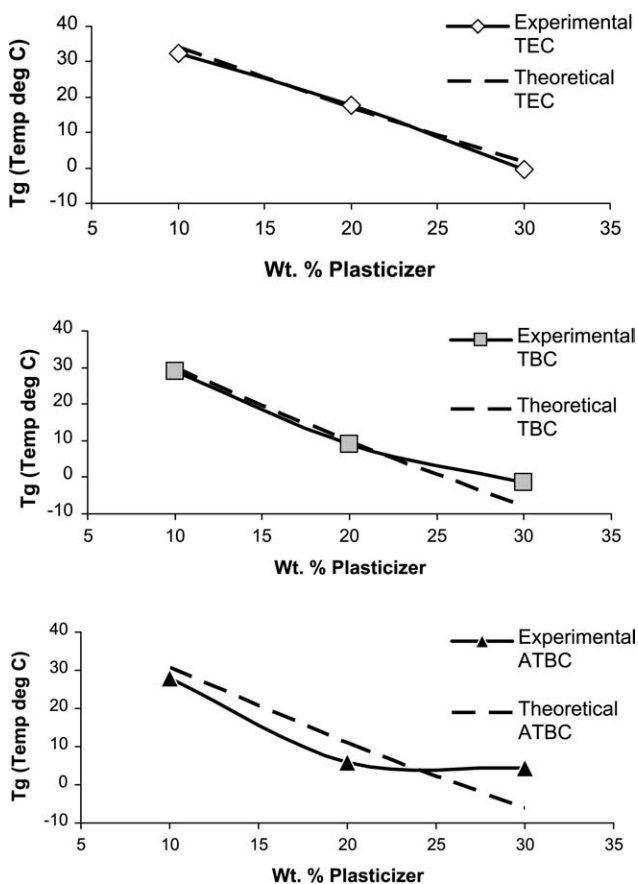 40
30
20
10
0
-10
Tg (Temp deg C)
5 10 15 20 25 30 35
Wt. % Plasticizer
Experimental
TEC
Theoretical
TEC
40
30
20
10
0
-10
Tg (Temp deg C)
5 10 15 20 25 30 35
Wt. % Plasticizer
Experimental
TBC
Theoretical
TBC
40
30
20
10
0
-10
Tg (Temp deg C)
5 10 15 20 25 30 35
Wt. % Plasticizer
Experimental
ATBC
Theoretical
ATBC